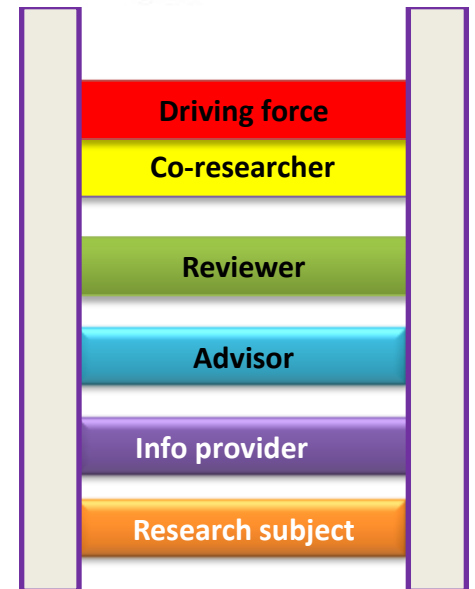 Driving force
Co-researcher
Reviewer
Advisor
Info provider
Research subject